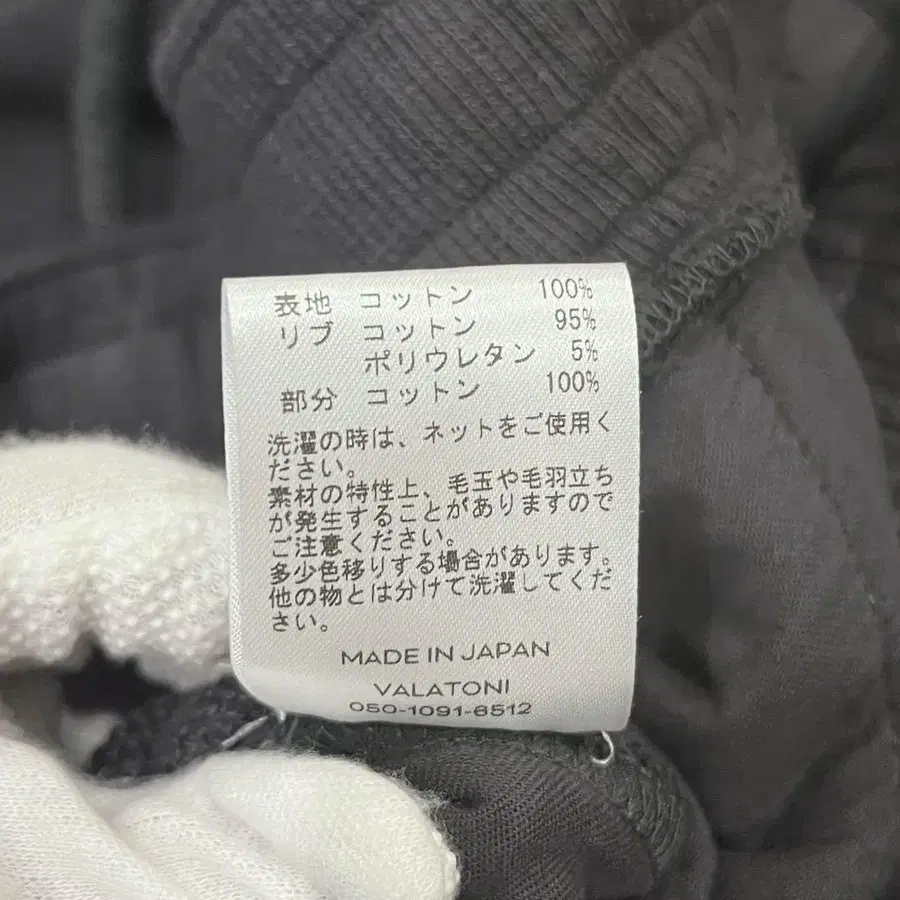 表地 コットン 100%
リブ コットン 95%
ポリウレタン 5%
部分 コットン 100%
洗濯の時は、ネットをご使用く
ださい。
素材の特性上、毛玉や毛羽立ち
が発生することがありますので
ご注意ください。
多少色移りする場合があります。
他の物とは分けて洗濯してくだ
さい。
MADE IN JAPAN
VALATONI
050-1091-6512